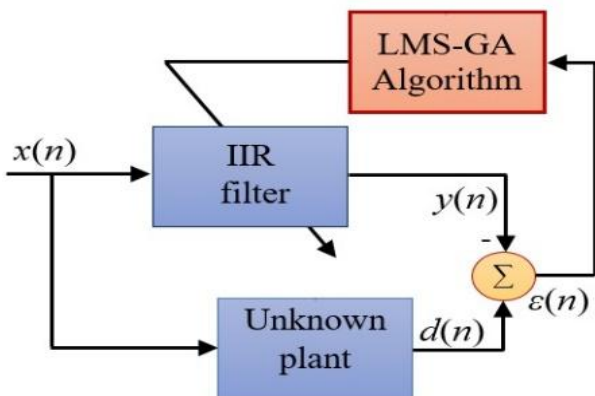 LMS-GA
Algorithm
x(n)
IIR
filter
y(n)
-
Σ
ε(n)
Unknown
plant
d(n)